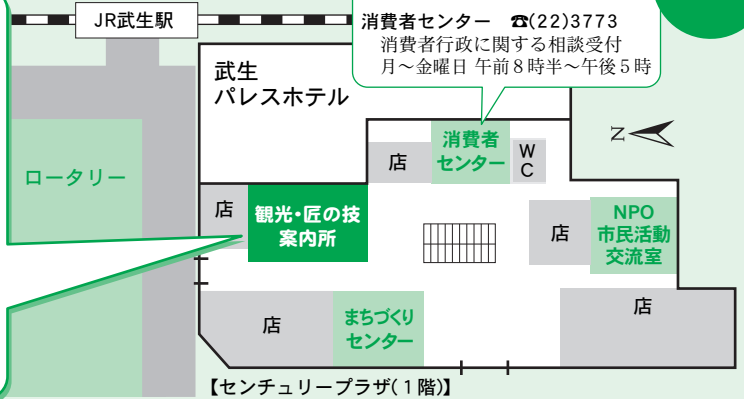 JR武生駅
消費者センター ☎(22)3773
消費者行政に関する相談受付
月～金曜日 午前8時半～午後5時
武生
パレスホテル
N
消費者
センター
W
C
店
ロータリー
店
観光・匠の技
案内所
店
NPO
市民活動
交流室
店
まちづくり
センター
店
【センチュリープラザ(1階)】